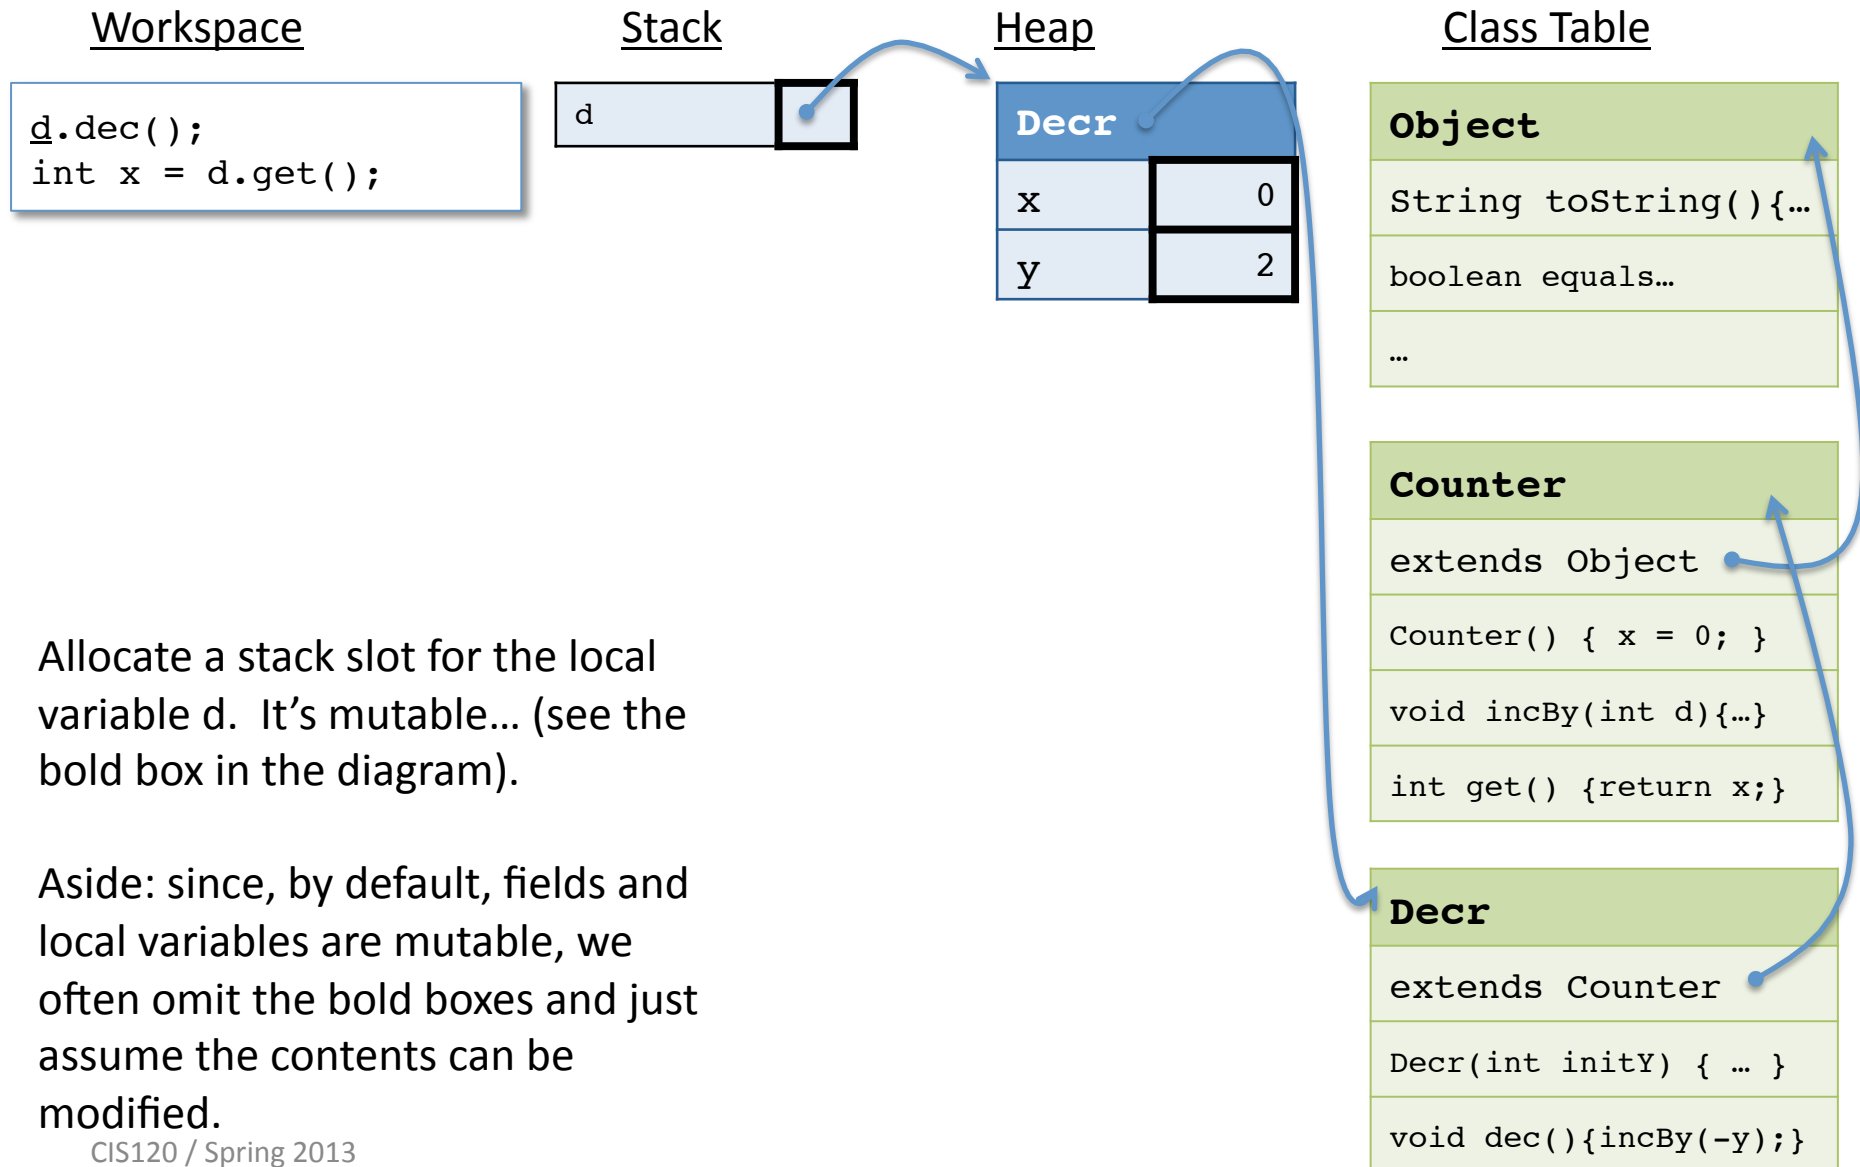 Workspace
Stack
Heap
Class Table
d.dec();
int x = d.get();
d
Decr
x 0
y 2
Object
String toString(){…
boolean equals…
…
Counter
extends Object
Counter() { x = 0; }
void incBy(int d){…}
int get() {return x;}
Decr
extends Counter
Decr(int initY) { … }
void dec(){incBy(-y);}
Allocate a stack slot for the local
variable d. It’s mutable… (see the
bold box in the diagram).
Aside: since, by default, fields and
local variables are mutable, we
often omit the bold boxes and just
assume the contents can be
modified.
CIS120 / Spring 2013